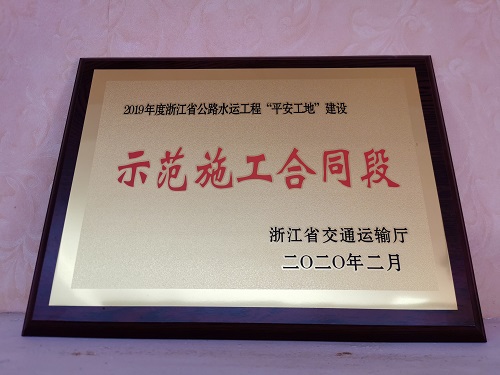 2019年度浙江省公路水运工程“平安工地”建设
示范施工合同段
浙江省交通运输厅
二〇二〇年二月